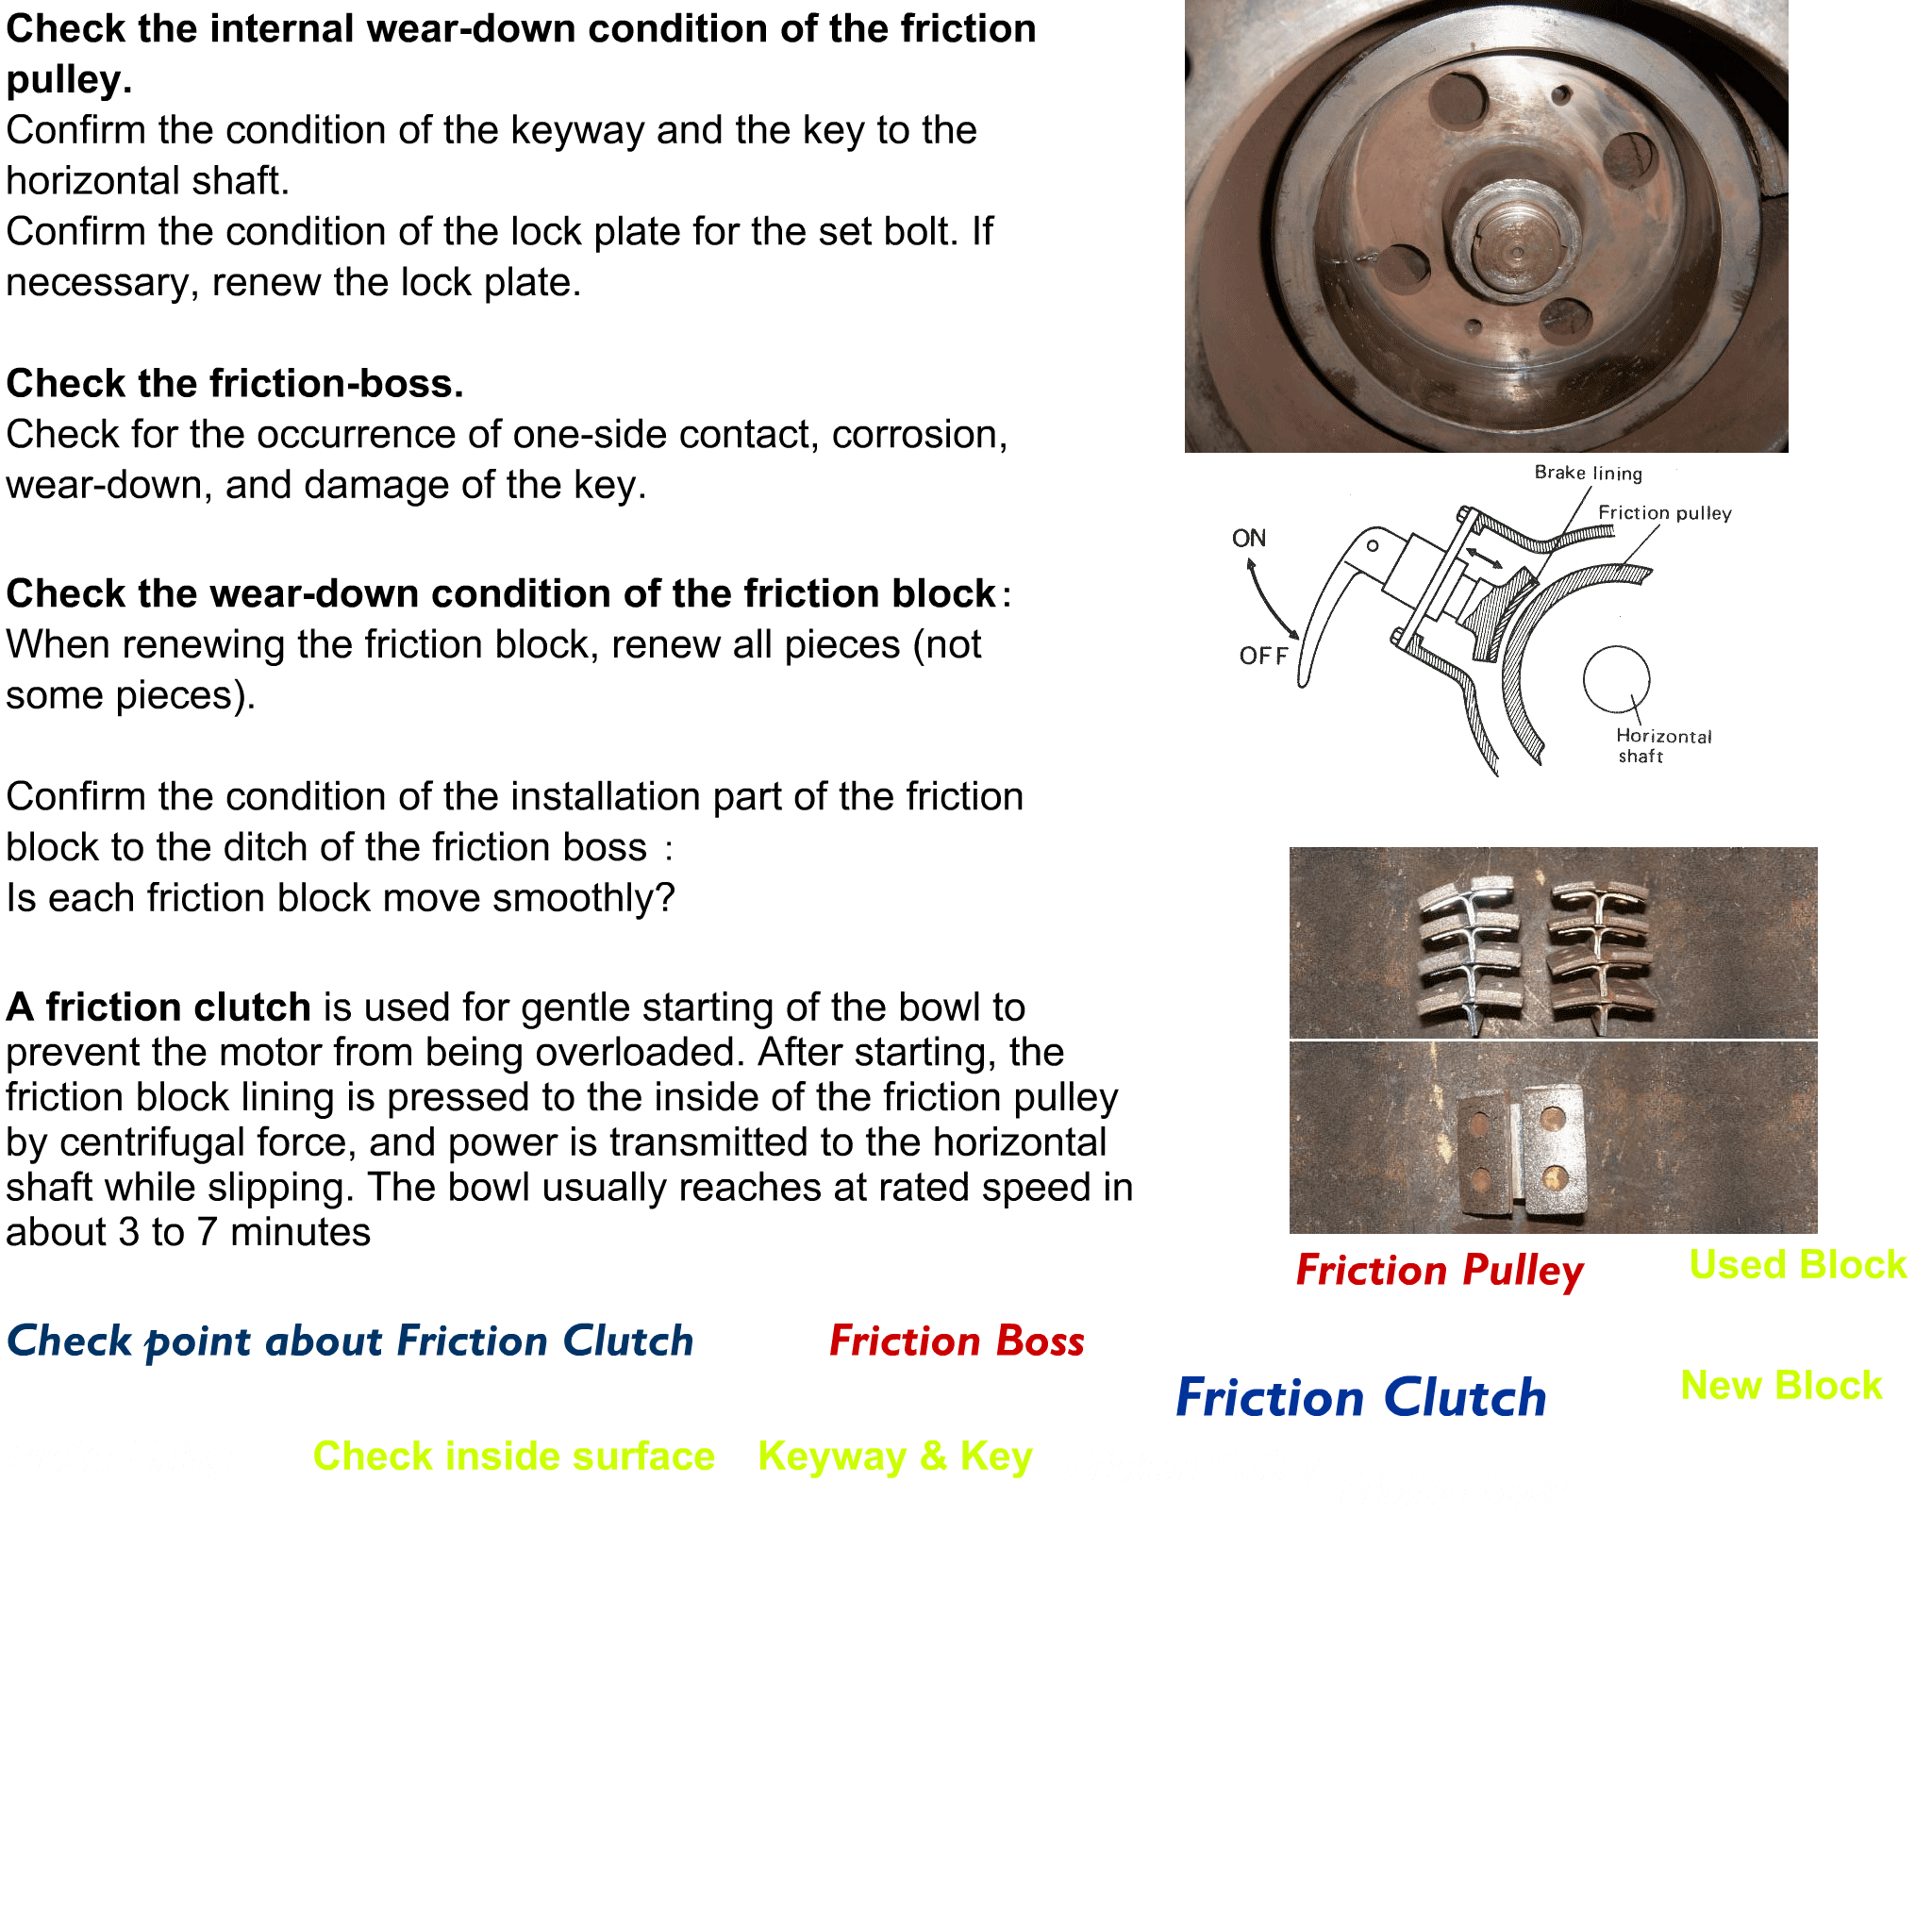 Check the internal wear-down condition of the friction
pulley.
Confirm the condition of the keyway and the key to the
horizontal shaft.
Confirm the condition of the lock plate for the set bolt. If
necessary, renew the lock plate.
Check the friction-boss.
Check for the occurrence of one-side contact, corrosion,
wear-down, and damage of the key.
Check the wear-down condition of the friction block:
When renewing the friction block, renew all pieces (not
some pieces).
Confirm the condition of the installation part of the friction
block to the ditch of the friction boss :
Is each friction block move smoothly?
A friction clutch is used for gentle starting of the bowl to
prevent the motor from being overloaded. After starting, the
friction block lining is pressed to the inside of the friction pulley
by centrifugal force, and power is transmitted to the horizontal
shaft while slipping. The bowl usually reaches at rated speed in
about 3 to 7 minutes
Brake lining
Friction pulley
ON
OFF
Horizontal
shaft
Friction Pulley
Used Block
Check point about Friction Clutch
Friction Boss
Friction Clutch
New Block
Check inside surface
Keyway & Key